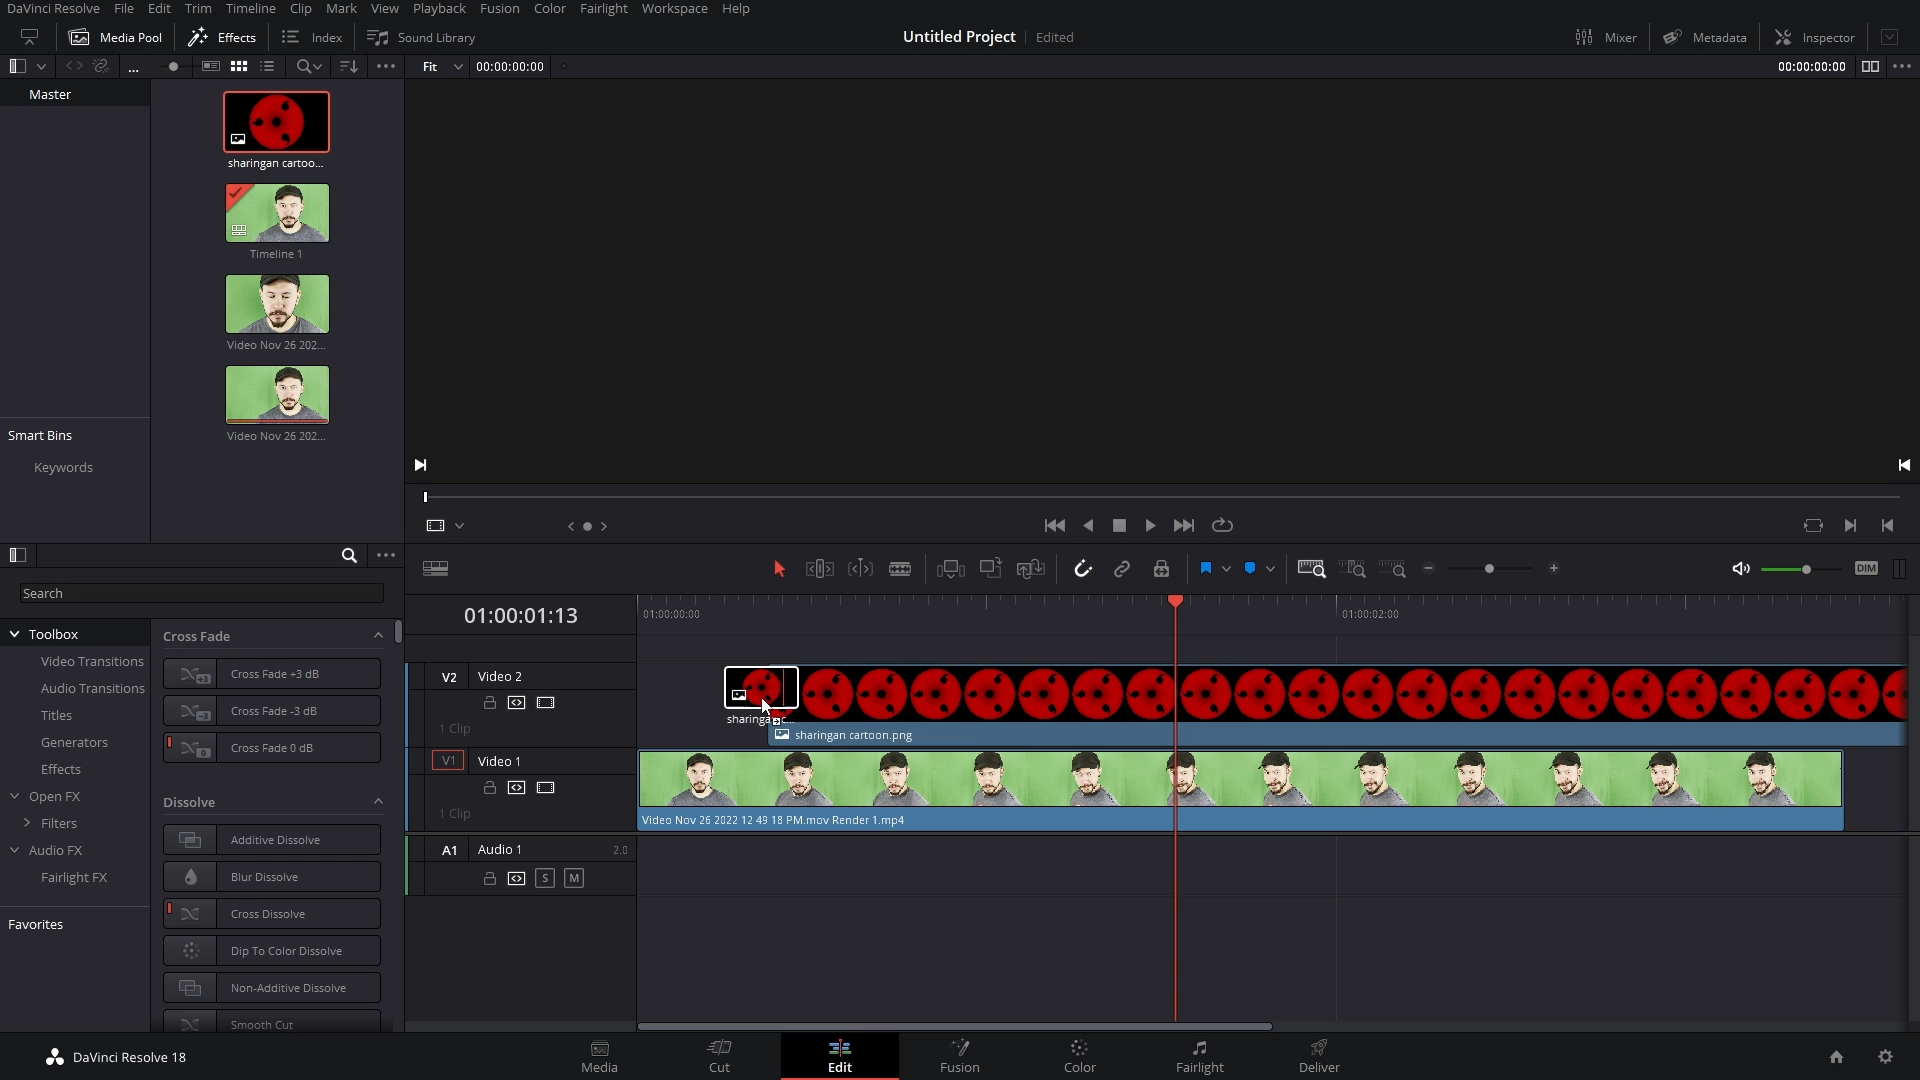 DaVinci Resolve File Edit Trim Timeline Clip Mark View Playback Fusion Color Fairlight Workspace Help
Media Pool Effects Index Sound Library Untitled Project Edited Mixer Metadata Inspector
... Fit 00:00:00:00 00:00:00:00
Master
sharingan cartoo...
Timeline 1
Video Nov 26 202...
Video Nov 26 202...
Smart Bins
Keywords
DIM
Search
01:00:01:13
01:00:00:00
01:00:02:00
Toolbox
Video Transitions
Audio Transitions
Titles
Generators
Effects
Open FX
Filters
Audio FX
Fairlight FX
Favorites
Cross Fade
+3 Cross Fade +3 dB
-3 Cross Fade -3 dB
0 Cross Fade 0 dB
Dissolve
Additive Dissolve
Blur Dissolve
Cross Dissolve
Dip To Color Dissolve
Non-Additive Dissolve
Smooth Cut
V2 Video 2
1 Clip
sharingan cartoon.png
V1 Video 1
1 Clip
Video Nov 26 2022 12 49 18 PM.mov Render 1.mp4
A1 Audio 1 2.0
S M
DaVinci Resolve 18
Media Cut Edit Fusion Color Fairlight Deliver